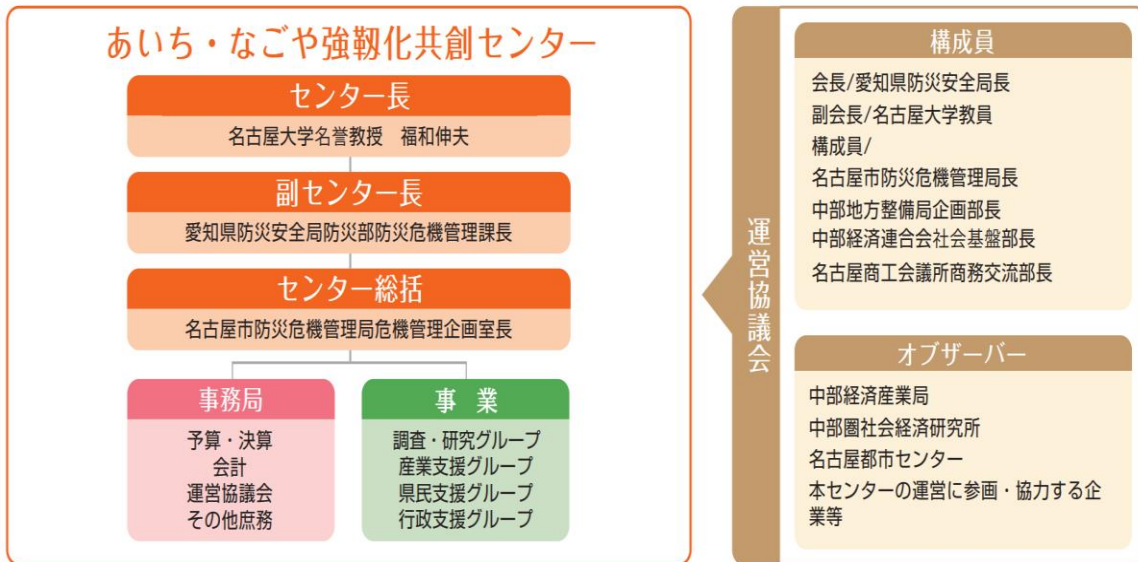 あいち・なごや強靱化共創センター
センター長
名古屋大学名誉教授　福和伸夫
副センター長
愛知県防災安全局防災部防災危機管理課長
センター総括
名古屋市防災危機管理局危機管理企画室長
事務局
予算・決算
会計
運営協議会
その他庶務
事　業
調査・研究グループ
産業支援グループ
県民支援グループ
行政支援グループ
運営協議会
構成員
会長/愛知県防災安全局長
副会長/名古屋大学教員
構成員/
名古屋市防災危機管理局長
中部地方整備局企画部長
中部経済連合会社会基盤部長
名古屋商工会議所商務交流部長
オブザーバー
中部経済産業局
中部圏社会経済研究所
名古屋都市センター
本センターの運営に参画・協力する企
業等